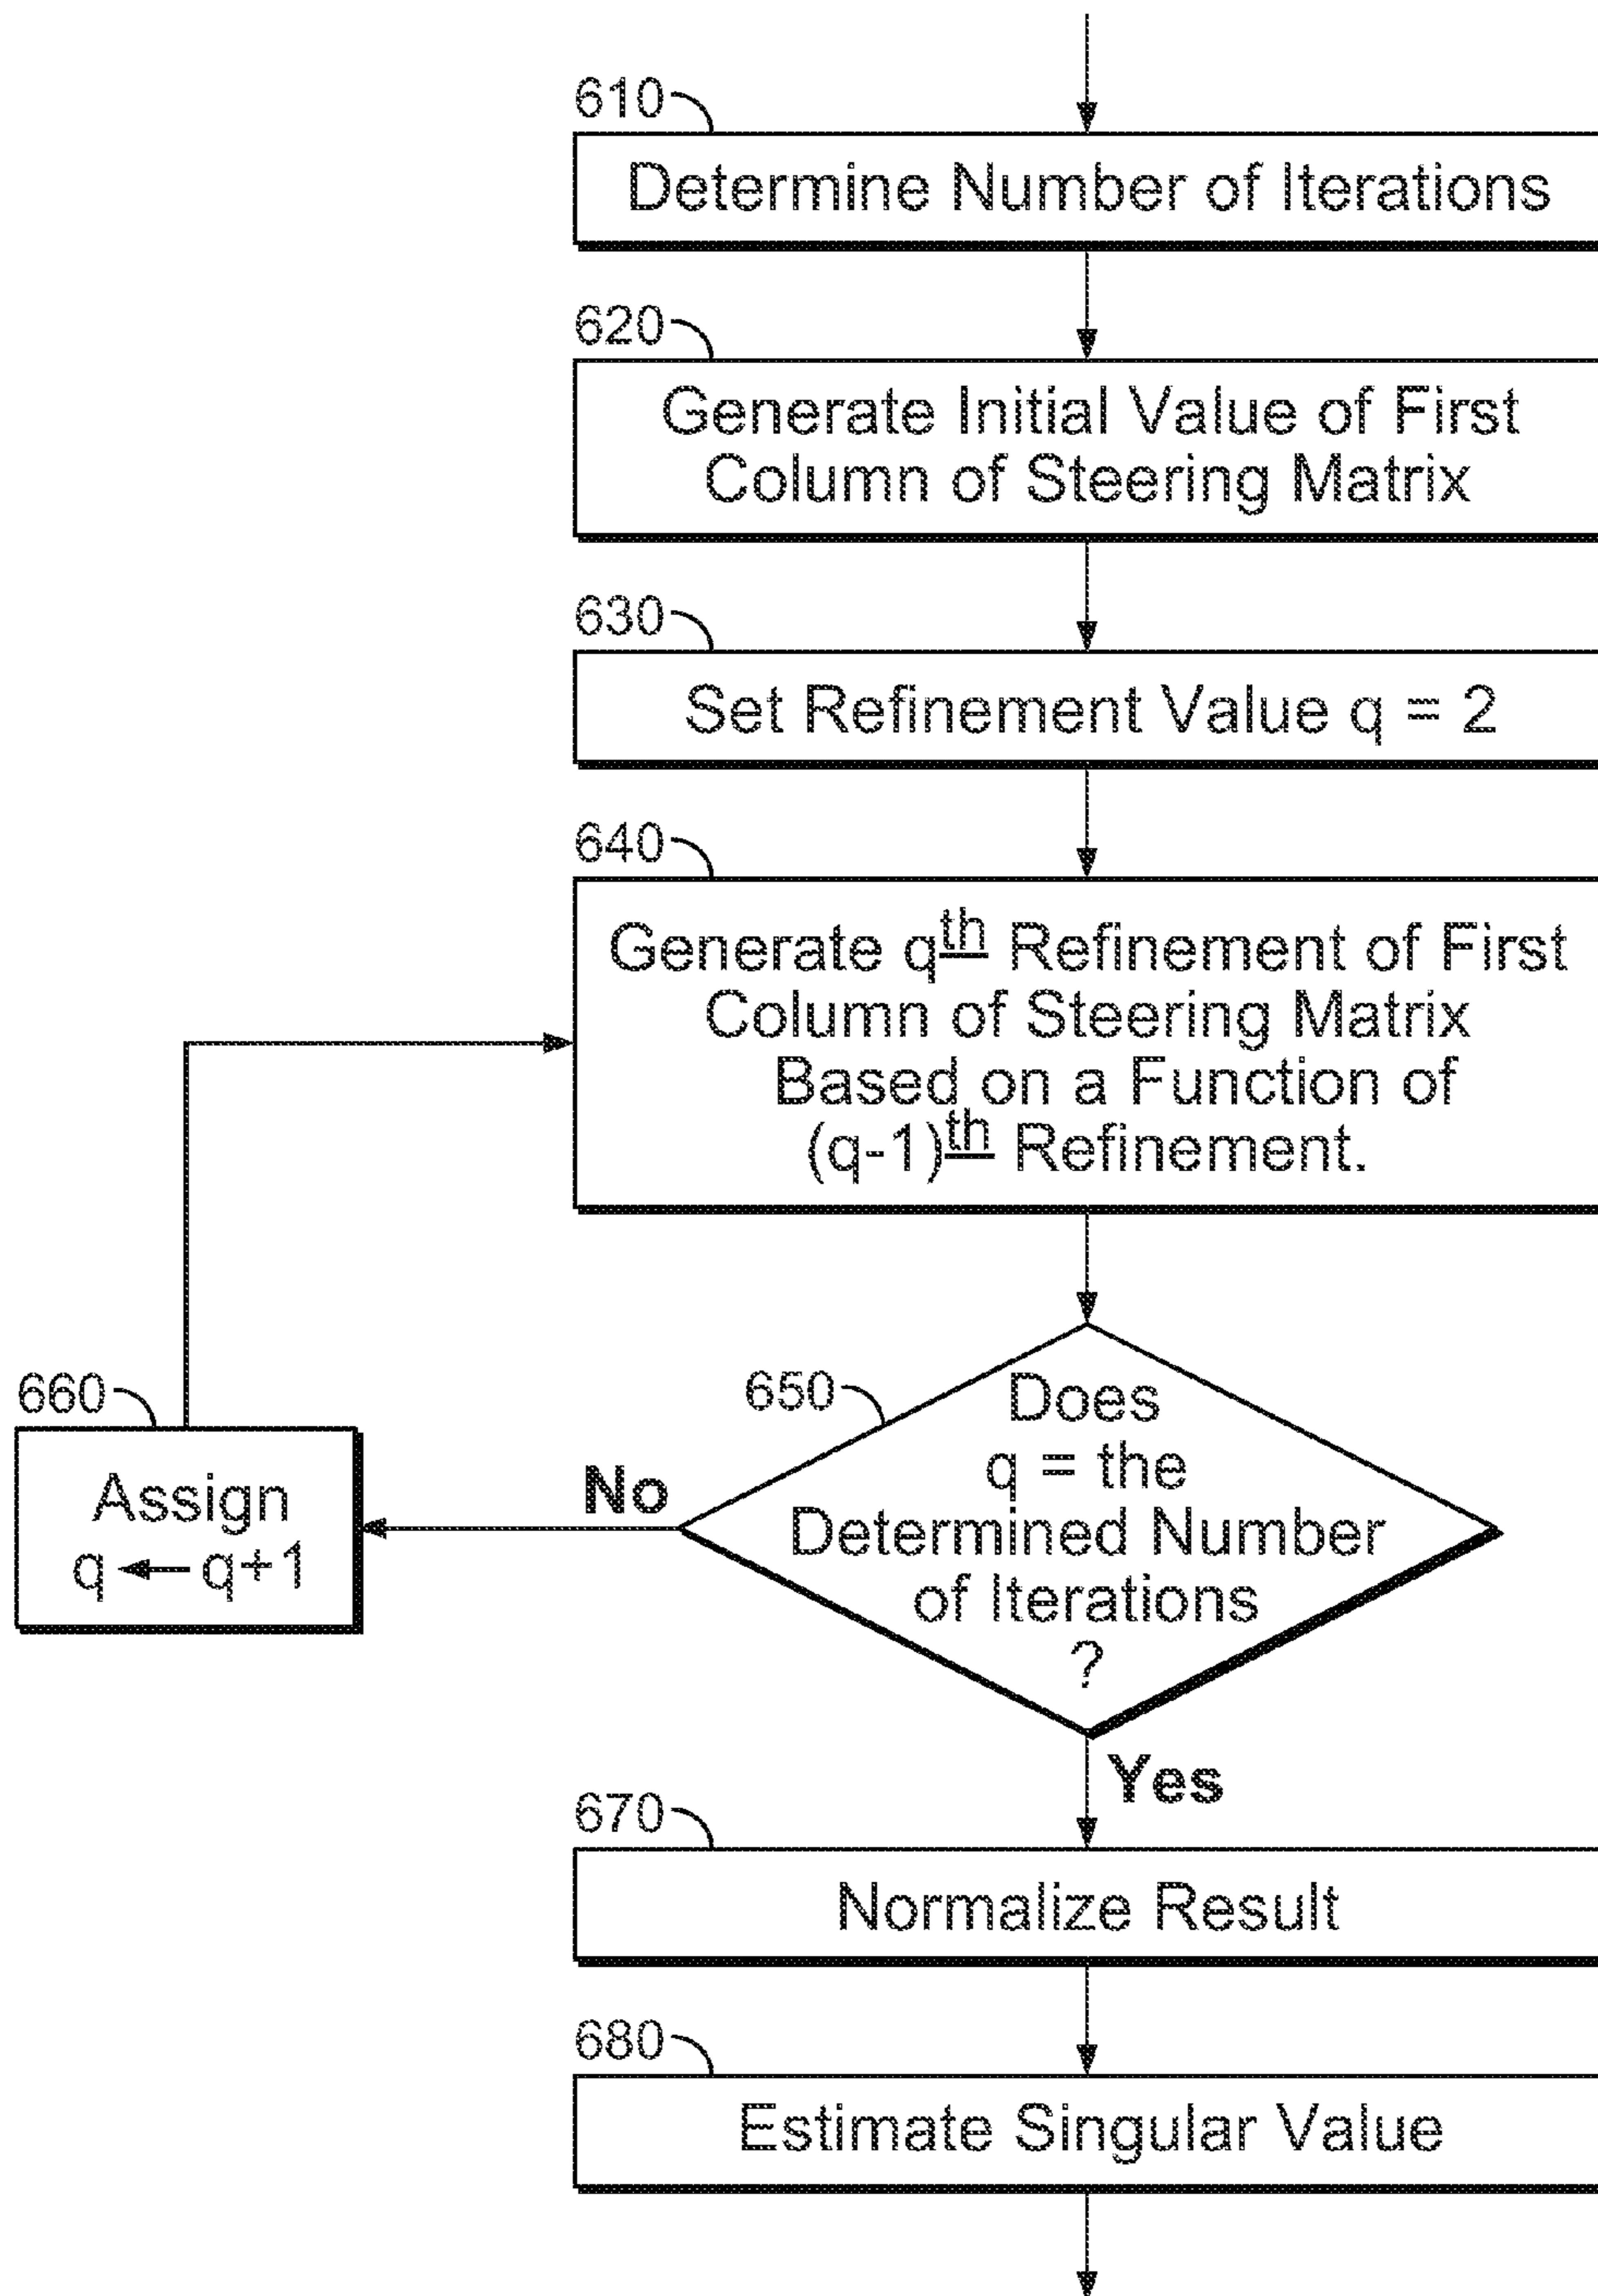 610
Determine Number of Iterations
620
Generate Initial Value of First
Column of Steering Matrix
630
Set Refinement Value q = 2
640
Generate qth Refinement of First
Column of Steering Matrix
Based on a Function of
(q-1)th Refinement.
650
Does
q = the
Determined Number
of Iterations
?
No
660
Assign
q ← q+1
Yes
670
Normalize Result
680
Estimate Singular Value